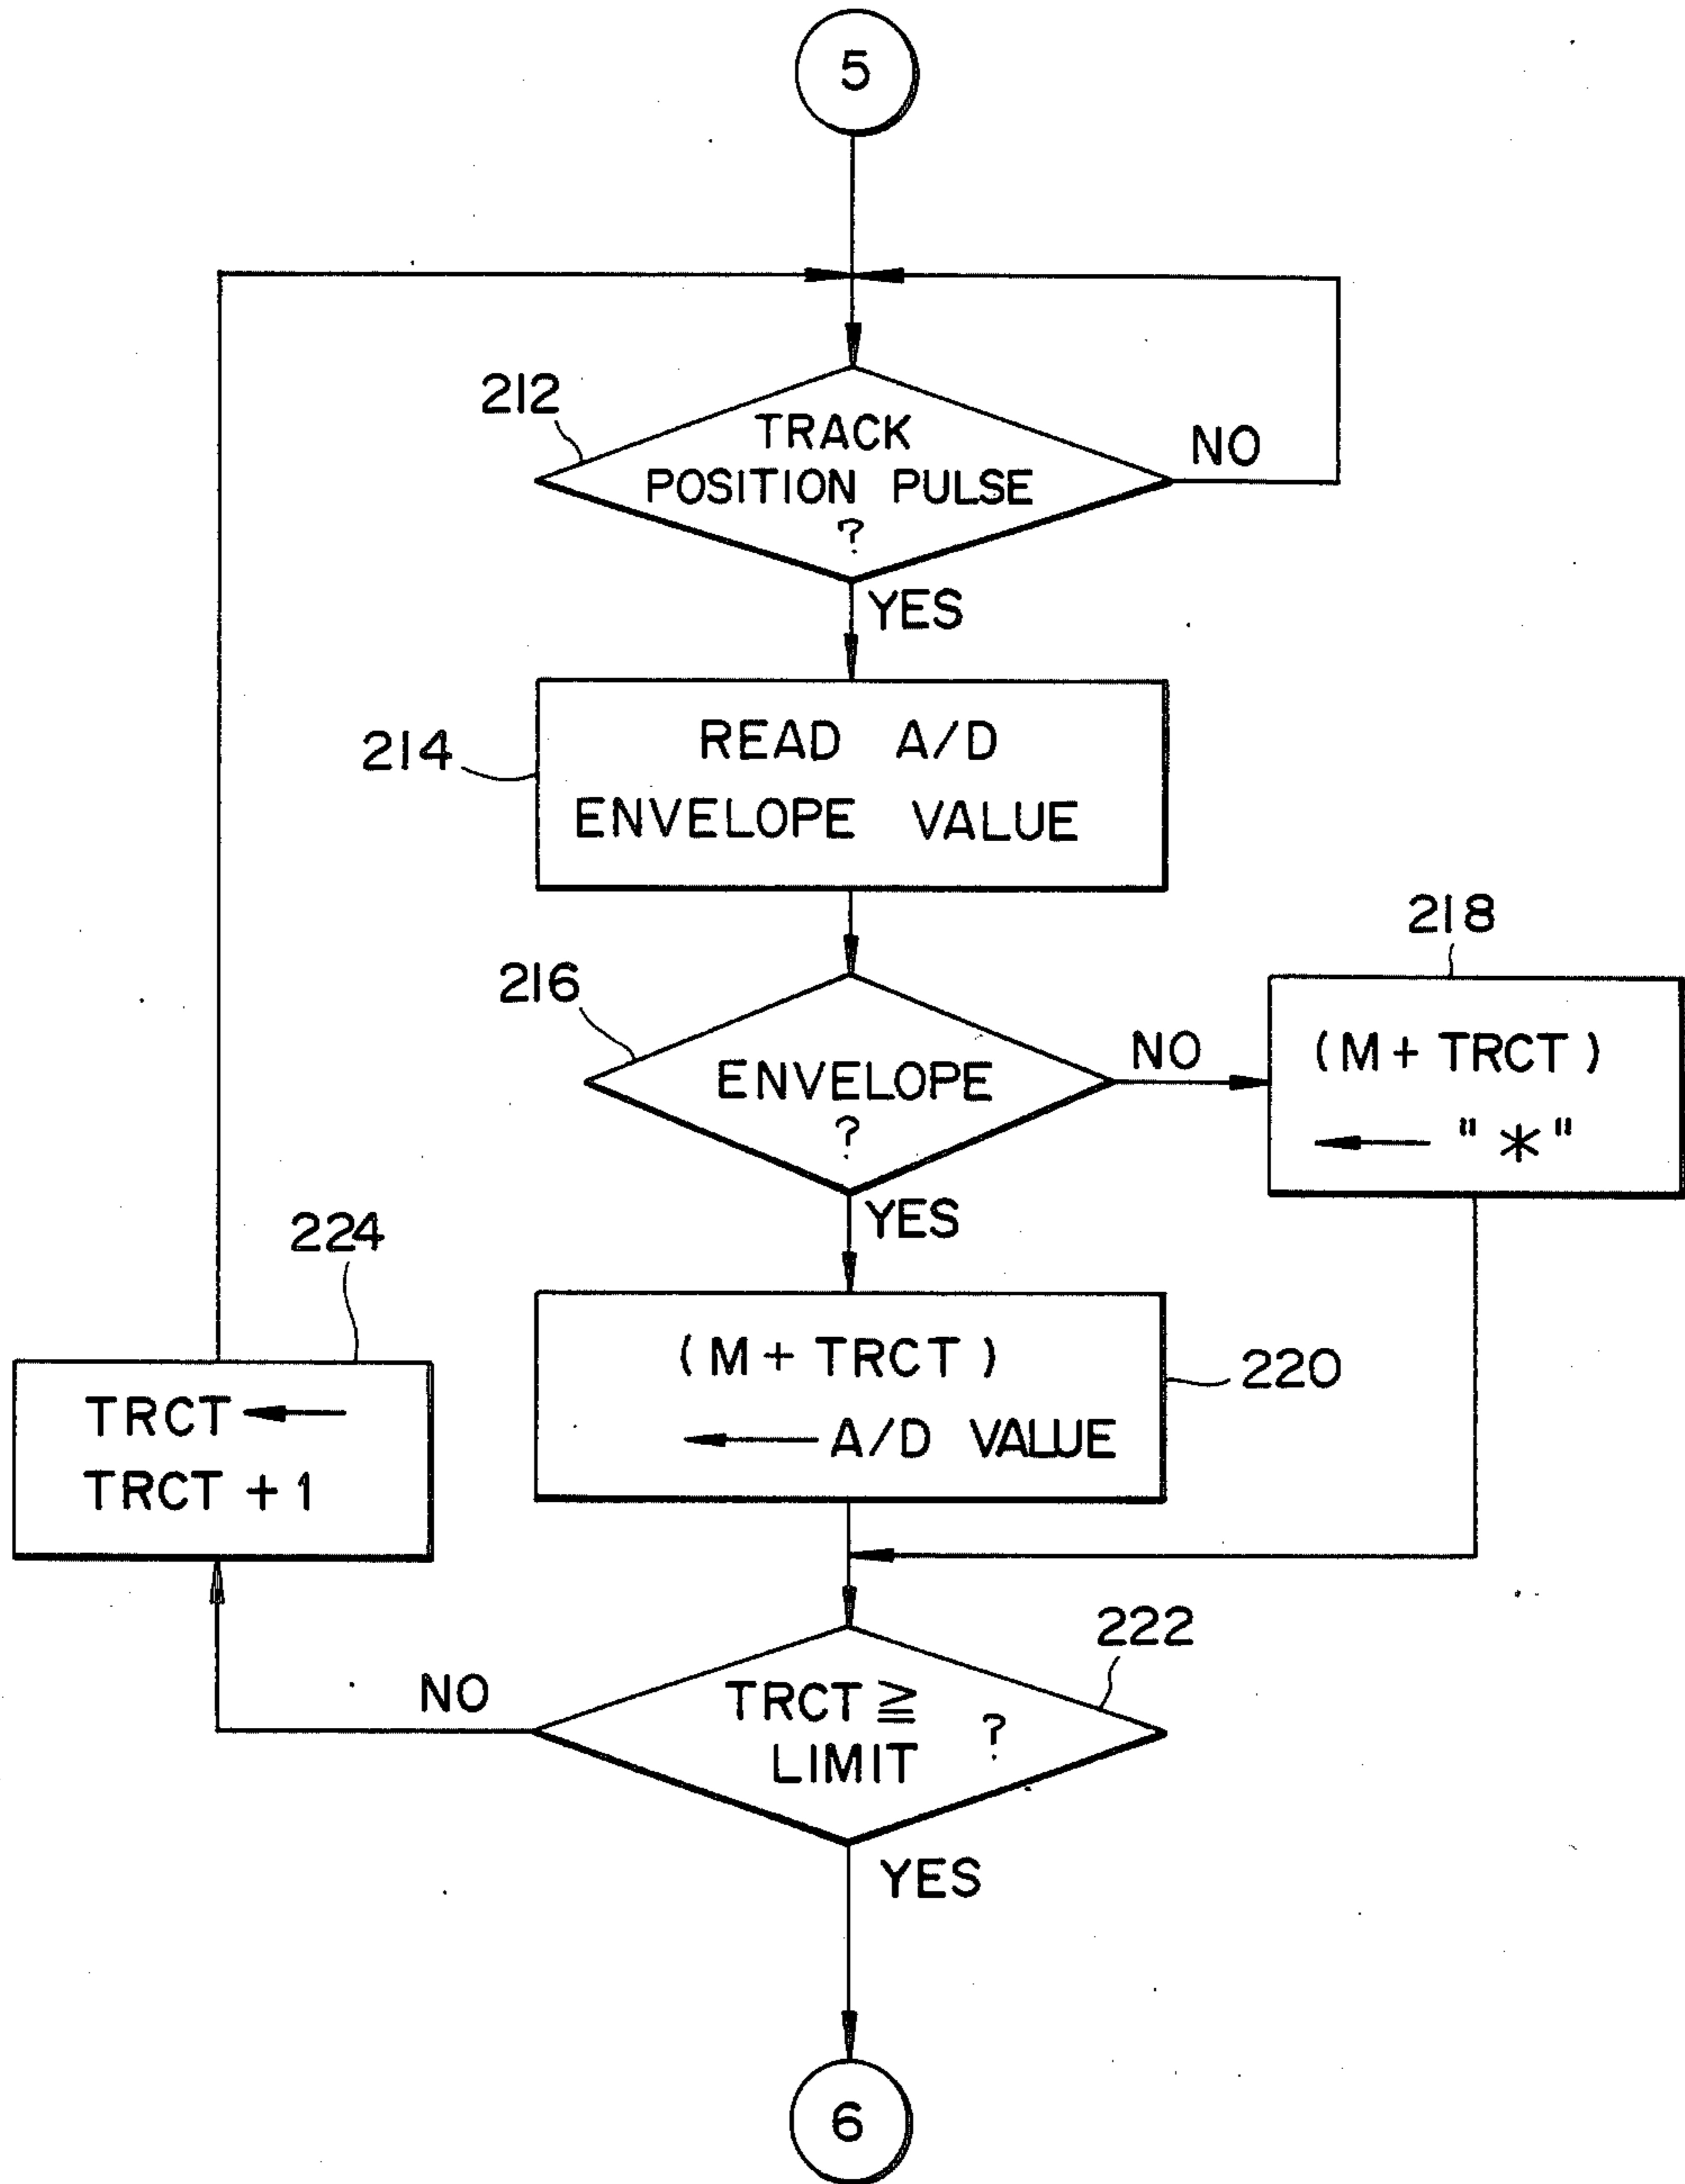 5
212
TRACK
POSITION PULSE
?
NO
YES
214
READ A/D
ENVELOPE VALUE
216
ENVELOPE
?
NO
218
(M + TRCT)
← "*"
YES
224
TRCT ←
TRCT + 1
(M + TRCT)
← A/D VALUE
220
222
TRCT ≧
LIMIT ?
NO
YES
6